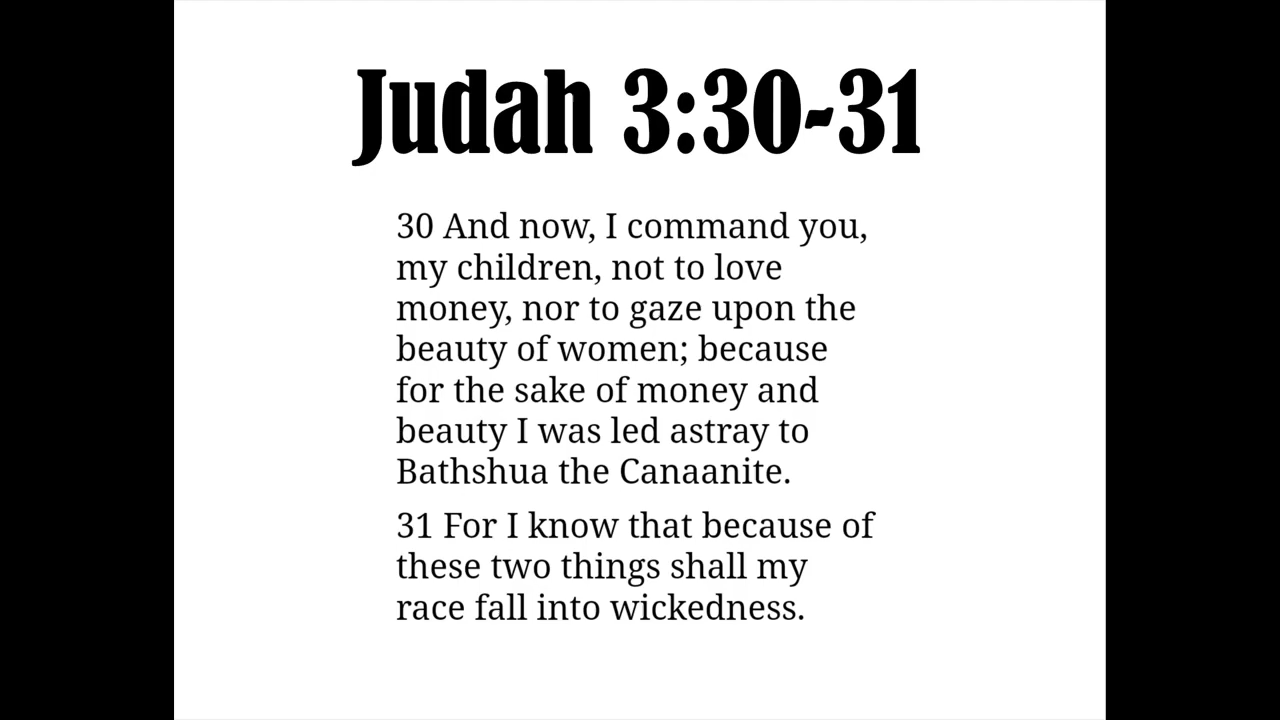 Judah 3:30-31
30 And now, I command you,
my children, not to love
money, nor to gaze upon the
beauty of women; because
for the sake of money and
beauty I was led astray to
Bathshua the Canaanite.
31 For I know that because of
these two things shall my
race fall into wickedness.